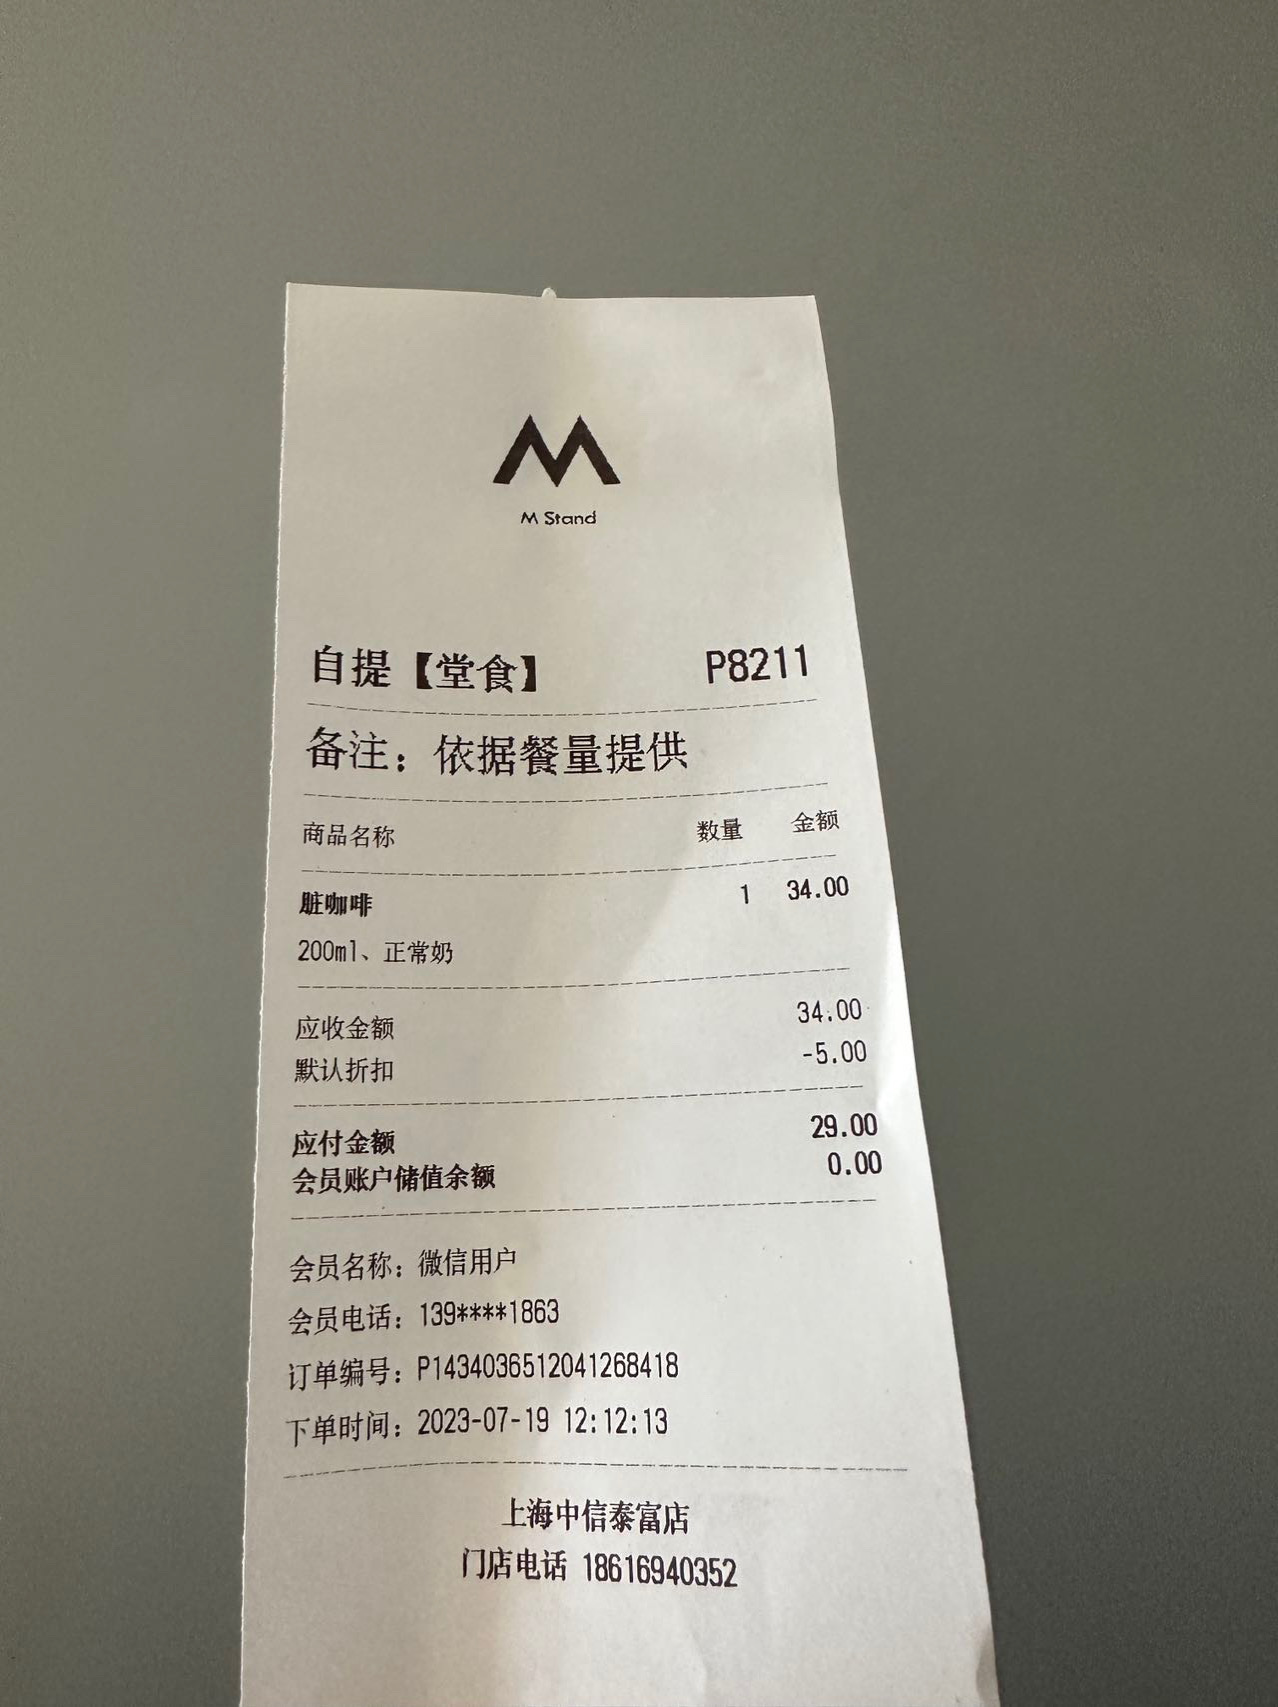 M Stand
自提【堂食】 P8211
备注：依据餐量提供
商品名称 数量 金额
脏咖啡 1 34.00
200ml、正常奶
应收金额 34.00
默认折扣 -5.00
应付金额 29.00
会员账户储值余额 0.00
会员名称：微信用户
会员电话：139****1863
订单编号：P1434036512041268418
下单时间：2023-07-19 12:12:13
上海中信泰富店
门店电话 18616940352